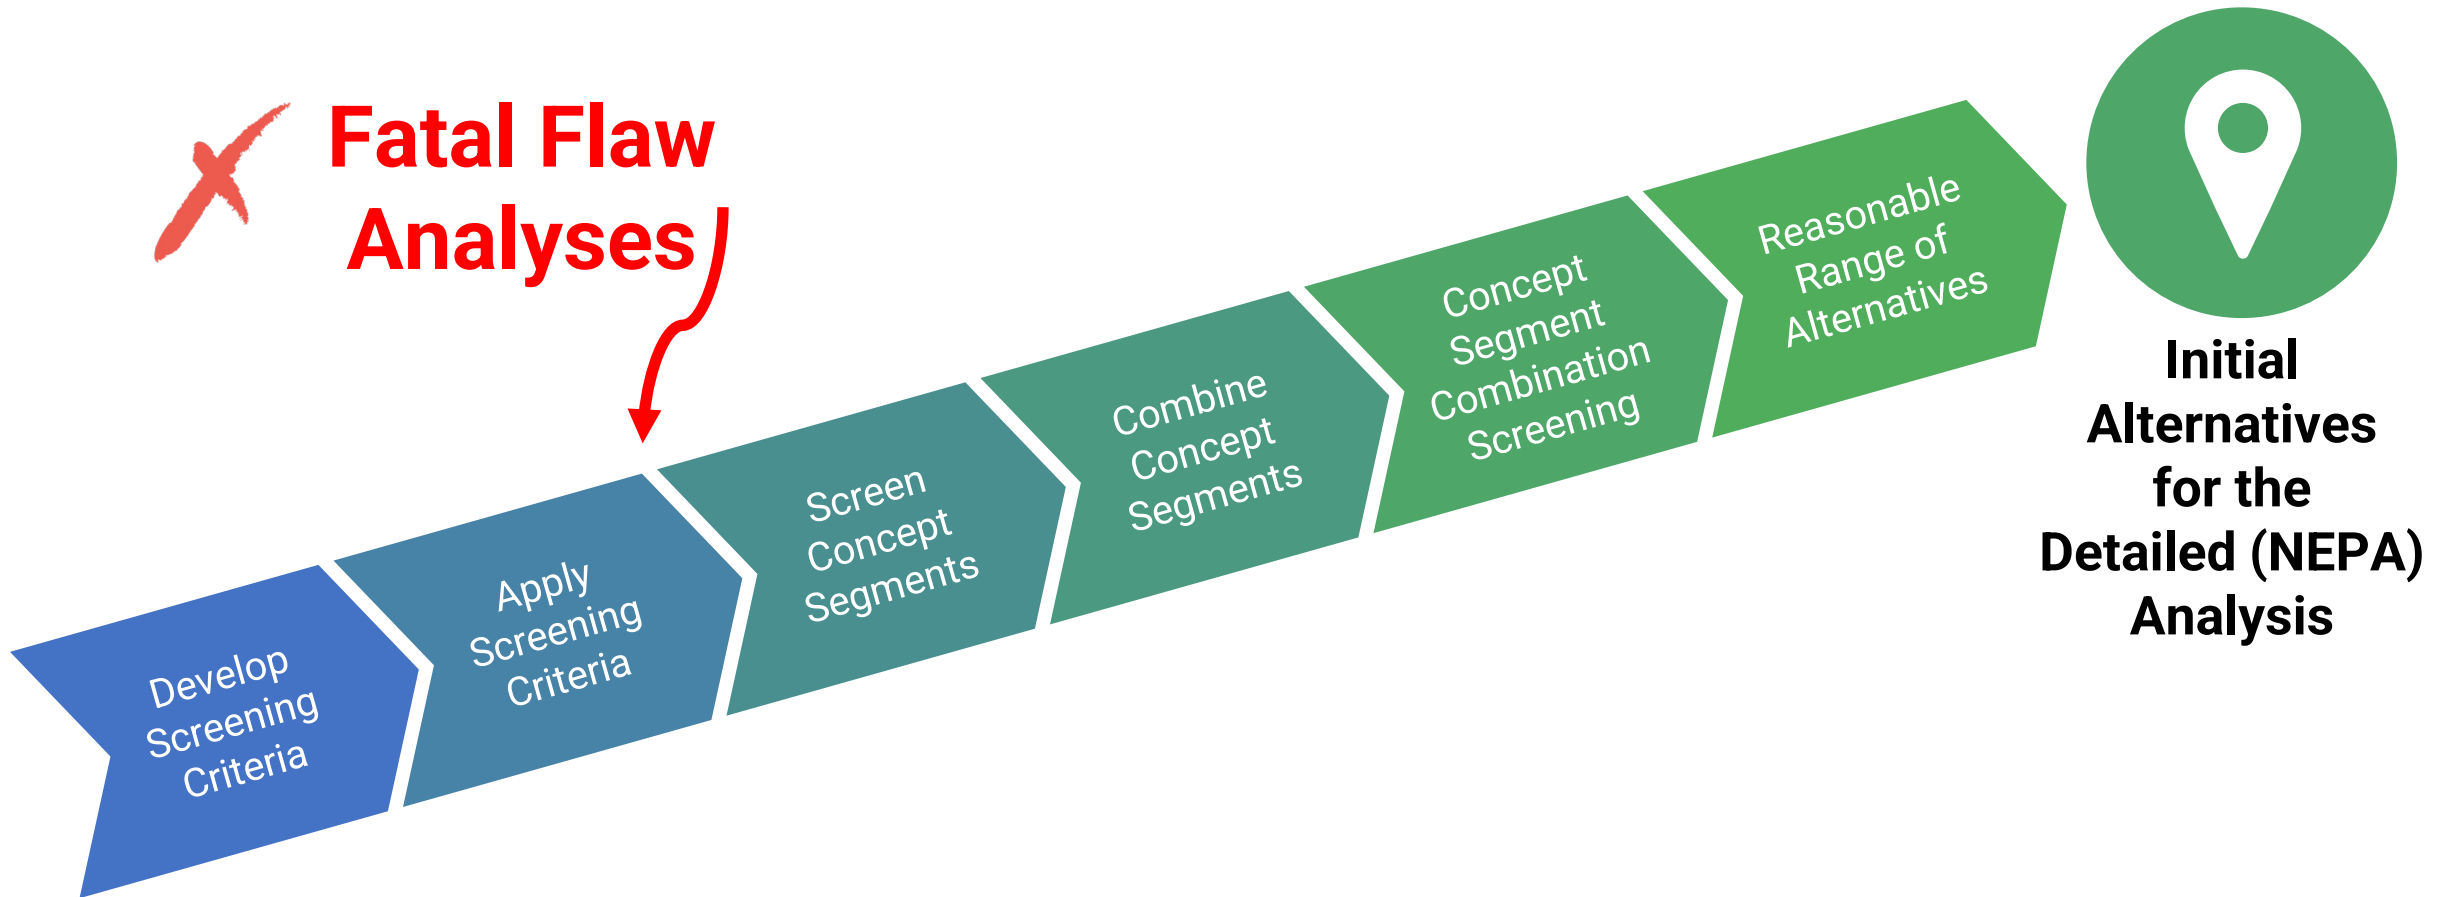 Fatal Flaw
Analyses
Develop
Screening
Criteria
Apply
Screening
Criteria
Screen
Concept
Segments
Combine
Concept
Segments
Concept
Segment
Combination
Screening
Reasonable
Range of
Alternatives
Initial
Alternatives
for the
Detailed (NEPA)
Analysis